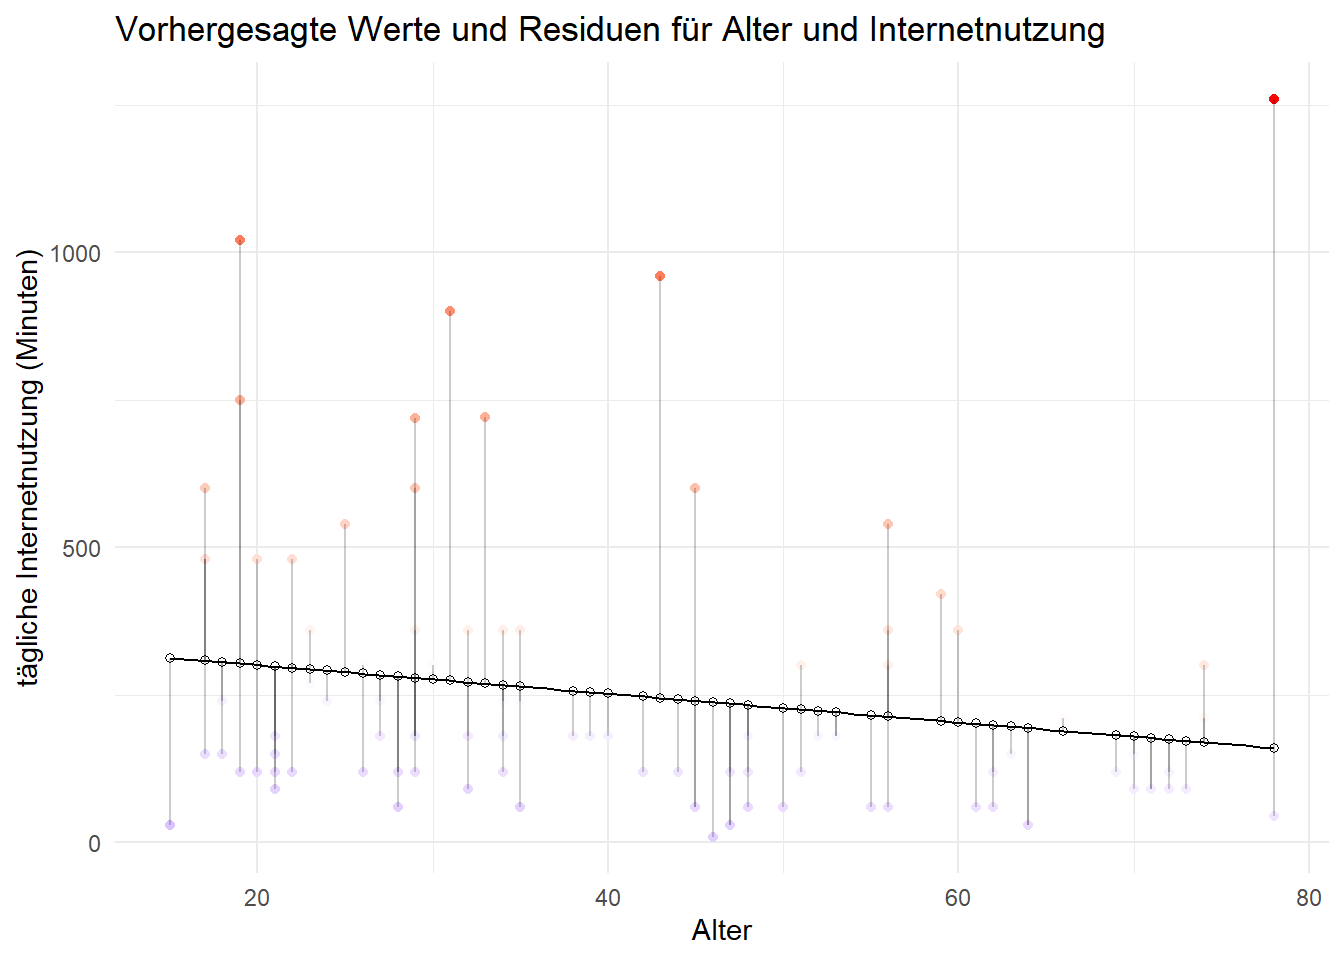 Vorhergesagte Werte und Residuen für Alter und Internetnutzung
tägliche Internetnutzung (Minuten)
1000
500
0
20
40
60
80
Alter